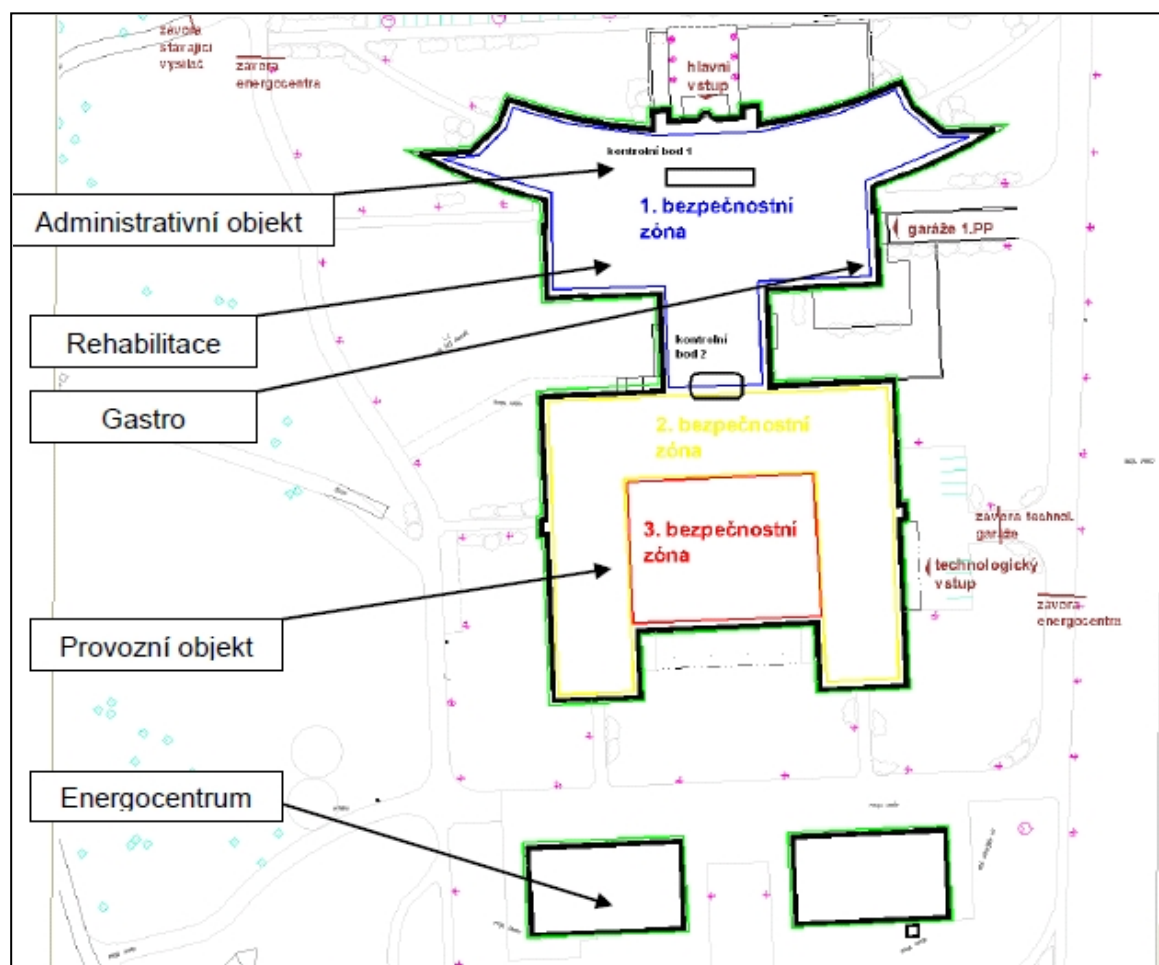 závora
stávající
vysílač
závora
energocentra
hlavní
vstup
kontrolní bod 1
Administrativní objekt
1. bezpečnostní
zóna
garáže 1.PP
Rehabilitace
kontrolní
bod 2
Gastro
2. bezpečnostní
zóna
3. bezpečnostní
zóna
závora technol.
garáže
technologický
vstup
závora
energocentra
Provozní objekt
Energocentrum